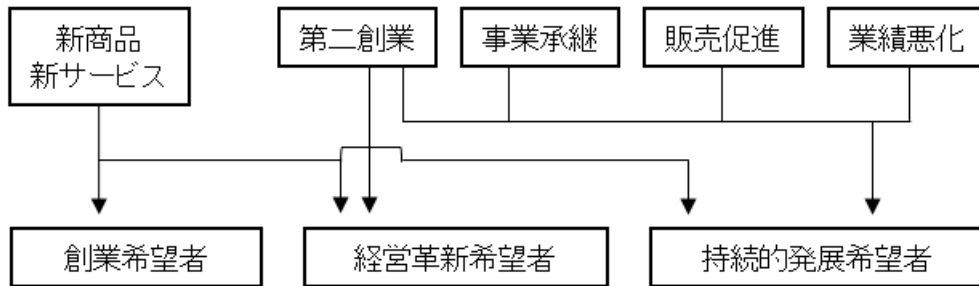 新商品
新サービス
第二創業
事業承継
販売促進
業績悪化
創業希望者
経営革新希望者
持続的発展希望者